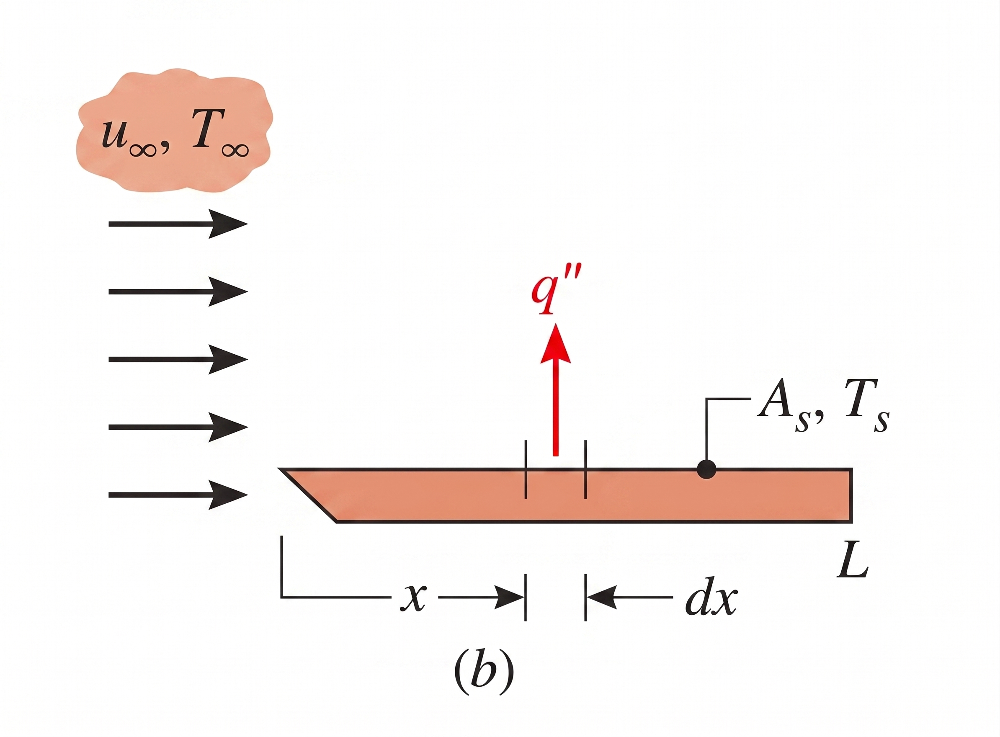 u∞, T∞
q″
As, Ts
L
x
dx
(b)